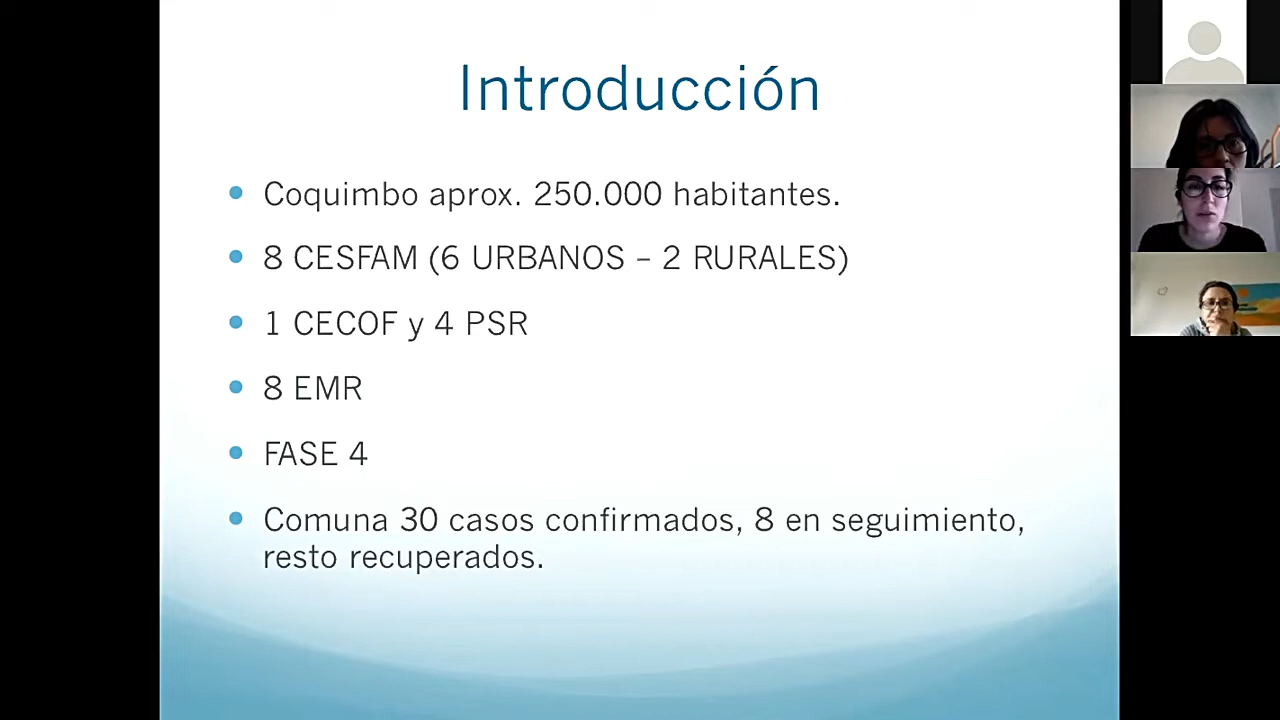 Introducción
Coquimbo aprox. 250.000 habitantes.
8 CESFAM (6 URBANOS – 2 RURALES)
1 CECOF y 4 PSR
8 EMR
FASE 4
Comuna 30 casos confirmados, 8 en seguimiento,
resto recuperados.